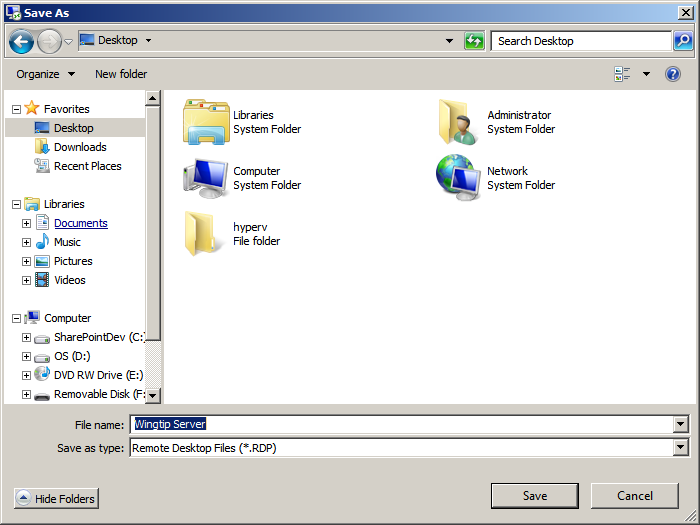 Save As
Desktop
Search Desktop
Organize
New folder
Favorites
Desktop
Downloads
Recent Places
Libraries
Documents
Music
Pictures
Videos
Computer
SharePointDev (C:)
OS (D:)
DVD RW Drive (E:)
Removable Disk (F:
Libraries
System Folder
Administrator
System Folder
Computer
System Folder
Network
System Folder
hyperv
File folder
File name: Wingtip Server
Save as type: Remote Desktop Files (*.RDP)
Hide Folders
Save
Cancel